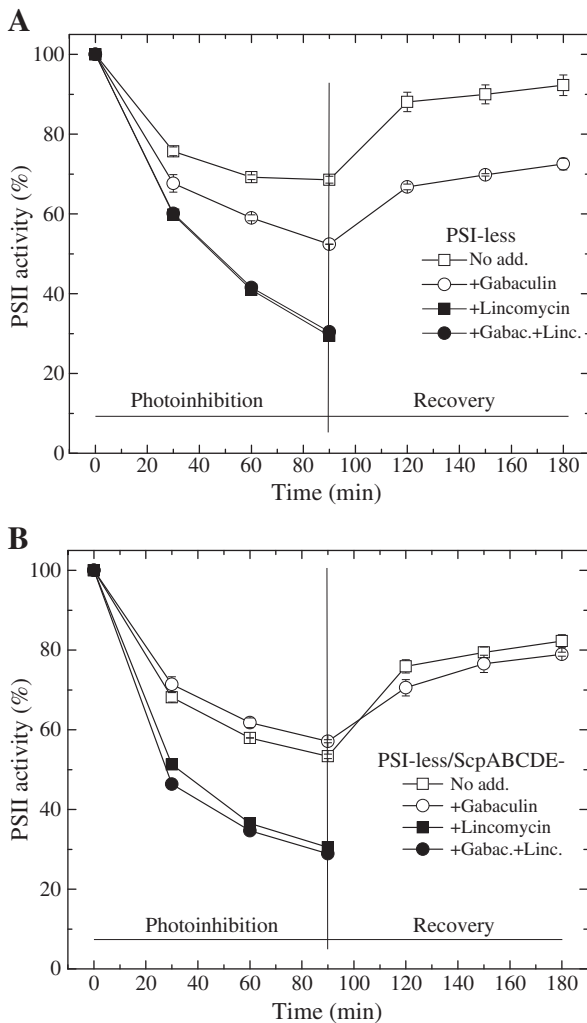 A
100
80
60
40
20
0
PSII activity (%)
PSI-less
No add.
+Gabaculin
+Lincomycin
+Gabac.+Linc.
Photoinhibition Recovery
0 20 40 60 80 100 120 140 160 180
Time (min)
B
100
80
60
40
20
0
PSII activity (%)
PSI-less/ScpABCDE-
No add.
+Gabaculin
+Lincomycin
+Gabac.+Linc.
Photoinhibition Recovery
0 20 40 60 80 100 120 140 160 180
Time (min)